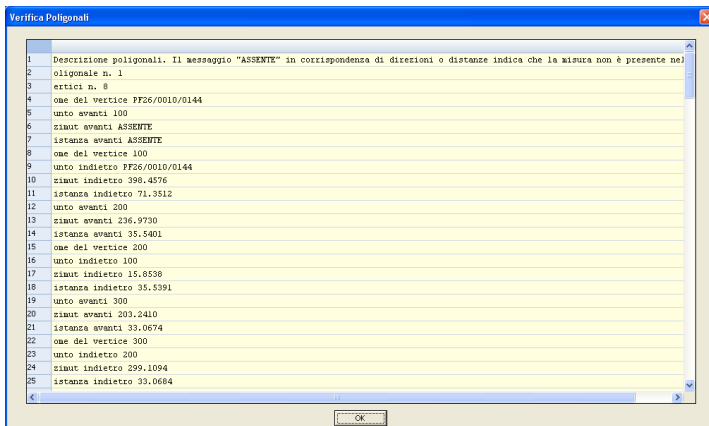 Verifica Poligonali
1 Descrizione poligonali. Il messaggio "ASSENTE" in corrispondenza di direzioni o distanze indica che la misura non è presente nel
2 oligonale n. 1
3 ertici n. 8
4 ome del vertice PF26/0010/0144
5 unto avanti 100
6 zimut avanti ASSENTE
7 istanza avanti ASSENTE
8 ome del vertice 100
9 unto indietro PF26/0010/0144
10 zimut indietro 398.4576
11 istanza indietro 71.3512
12 unto avanti 200
13 zimut avanti 236.9730
14 istanza avanti 35.5401
15 ome del vertice 200
16 unto indietro 100
17 zimut indietro 15.8538
18 istanza indietro 35.5391
19 unto avanti 300
20 zimut avanti 203.2410
21 istanza avanti 33.0674
22 ome del vertice 300
23 unto indietro 200
24 zimut indietro 299.1094
25 istanza indietro 33.0684
OK